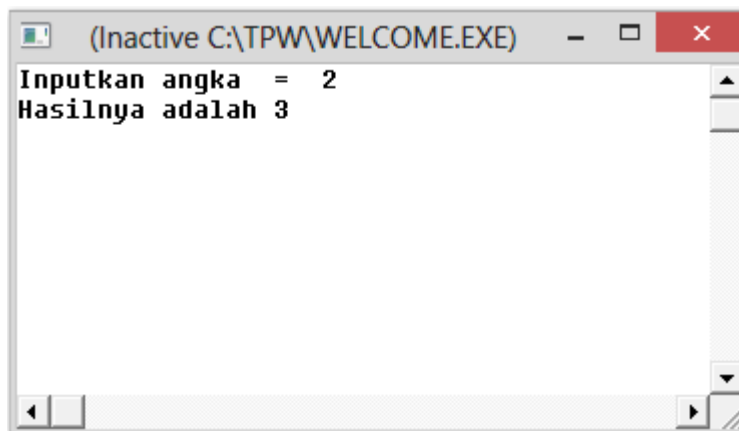 (Inactive C:\TPW\WELCOME.EXE)
Inputkan angka  =  2
Hasilnya adalah 3